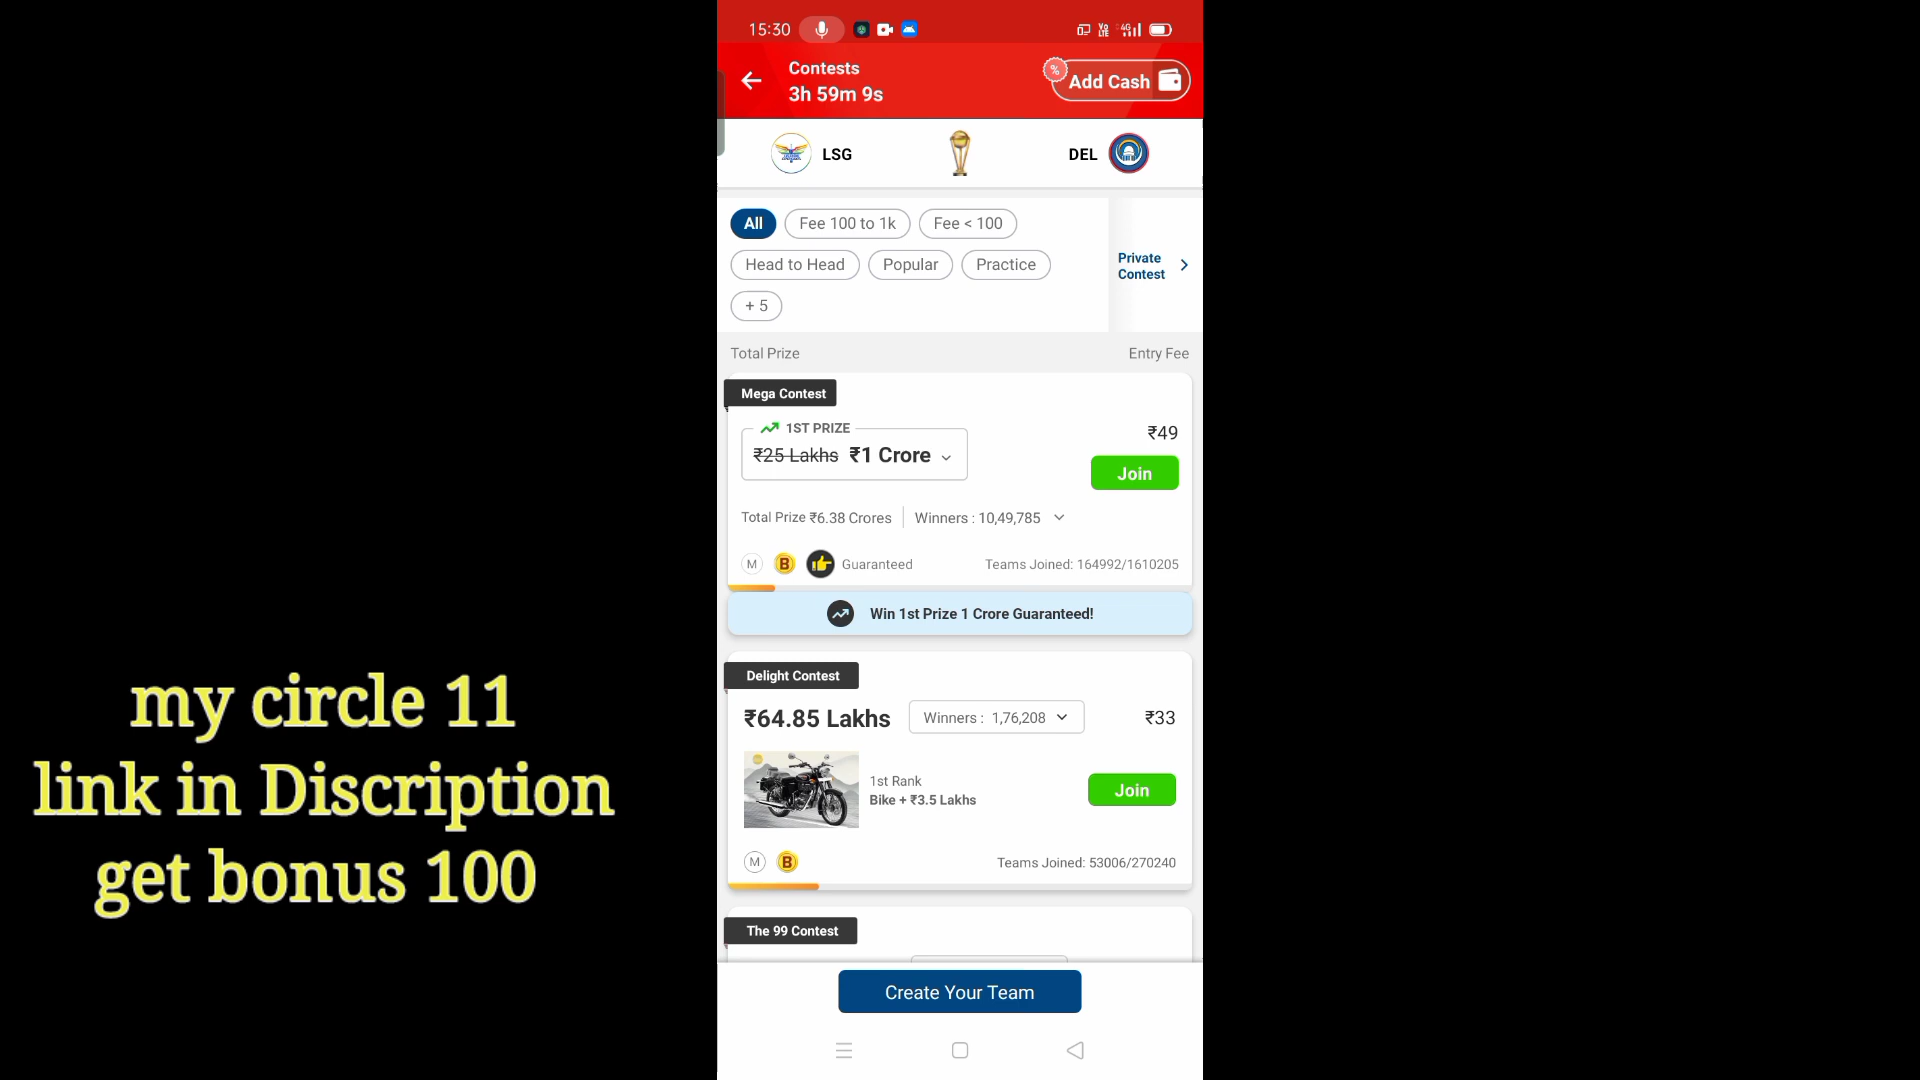 15:30
Vo LTE 4G
Contests
3h 59m 9s
% Add Cash
LSG
DEL
All
Fee 100 to 1k
Fee < 100
Head to Head
Popular
Practice
+ 5
Private
Contest
Total Prize
Entry Fee
Mega Contest
1ST PRIZE
₹25 Lakhs ₹1 Crore
₹49
Join
Total Prize ₹6.38 Crores
Winners : 10,49,785
M
B
Guaranteed
Teams Joined: 164992/1610205
Win 1st Prize 1 Crore Guaranteed!
Delight Contest
₹64.85 Lakhs
Winners : 1,76,208
₹33
1st Rank
Bike + ₹3.5 Lakhs
Join
M
B
Teams Joined: 53006/270240
The 99 Contest
Create Your Team
my circle 11
link in Discription
get bonus 100